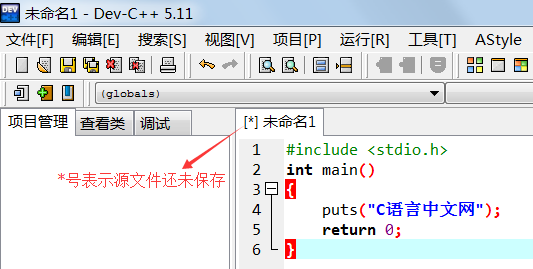 未命名1 - Dev-C++ 5.11
文件[F] 编辑[E] 搜索[S] 视图[V] 项目[P] 运行[R] 工具[T] AStyle
(globals)
项目管理 查看类 调试
[*] 未命名1
*号表示源文件还未保存
1 #include <stdio.h>
2 int main()
3 {
4 puts("C语言中文网");
5 return 0;
6 }